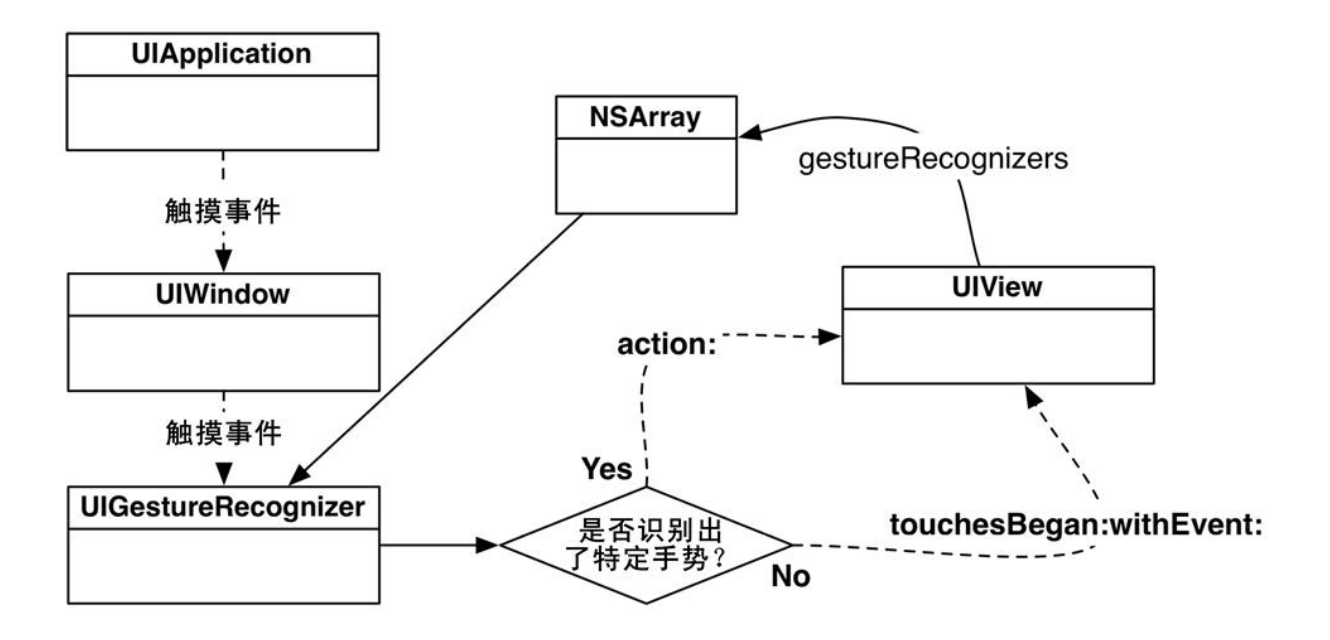 UIApplication
触摸事件
UIWindow
触摸事件
UIGestureRecognizer
NSArray
gestureRecognizers
UIView
action:
Yes
是否识别出
了特定手势？
No
touchesBegan:withEvent: